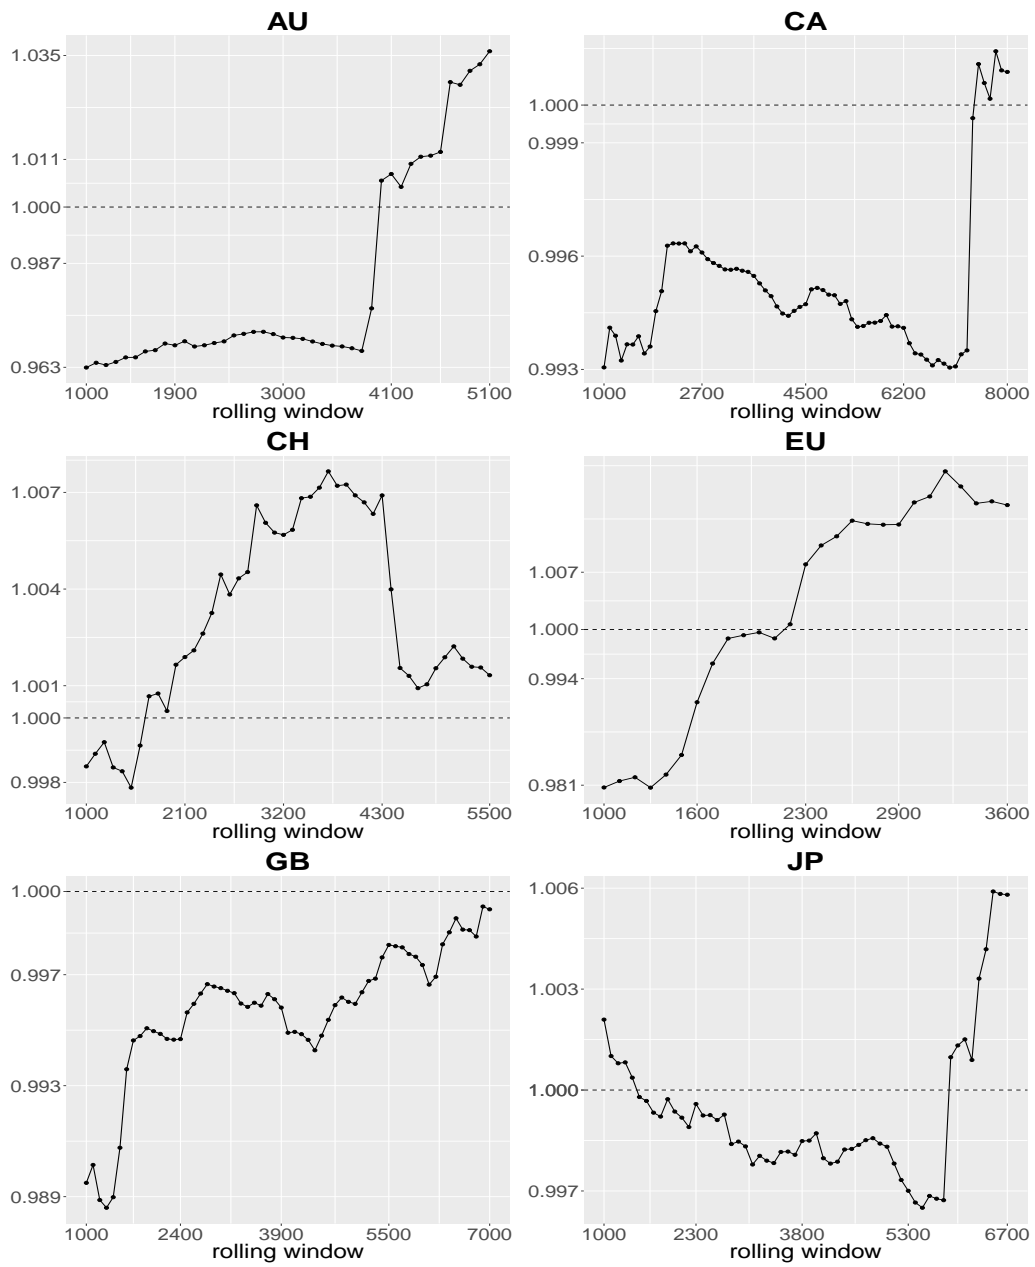 AU
1.035
1.011
1.000
0.987
0.963
1000 1900 3000 4100 5100
rolling window
CA
1.000
0.999
0.996
0.993
1000 2700 4500 6200 8000
rolling window
CH
1.007
1.004
1.001
1.000
0.998
1000 2100 3200 4300 5500
rolling window
EU
1.007
1.000
0.994
0.981
1000 1600 2300 2900 3600
rolling window
GB
1.000
0.997
0.993
0.989
1000 2400 3900 5500 7000
rolling window
JP
1.006
1.003
1.000
0.997
1000 2300 3800 5300 6700
rolling window